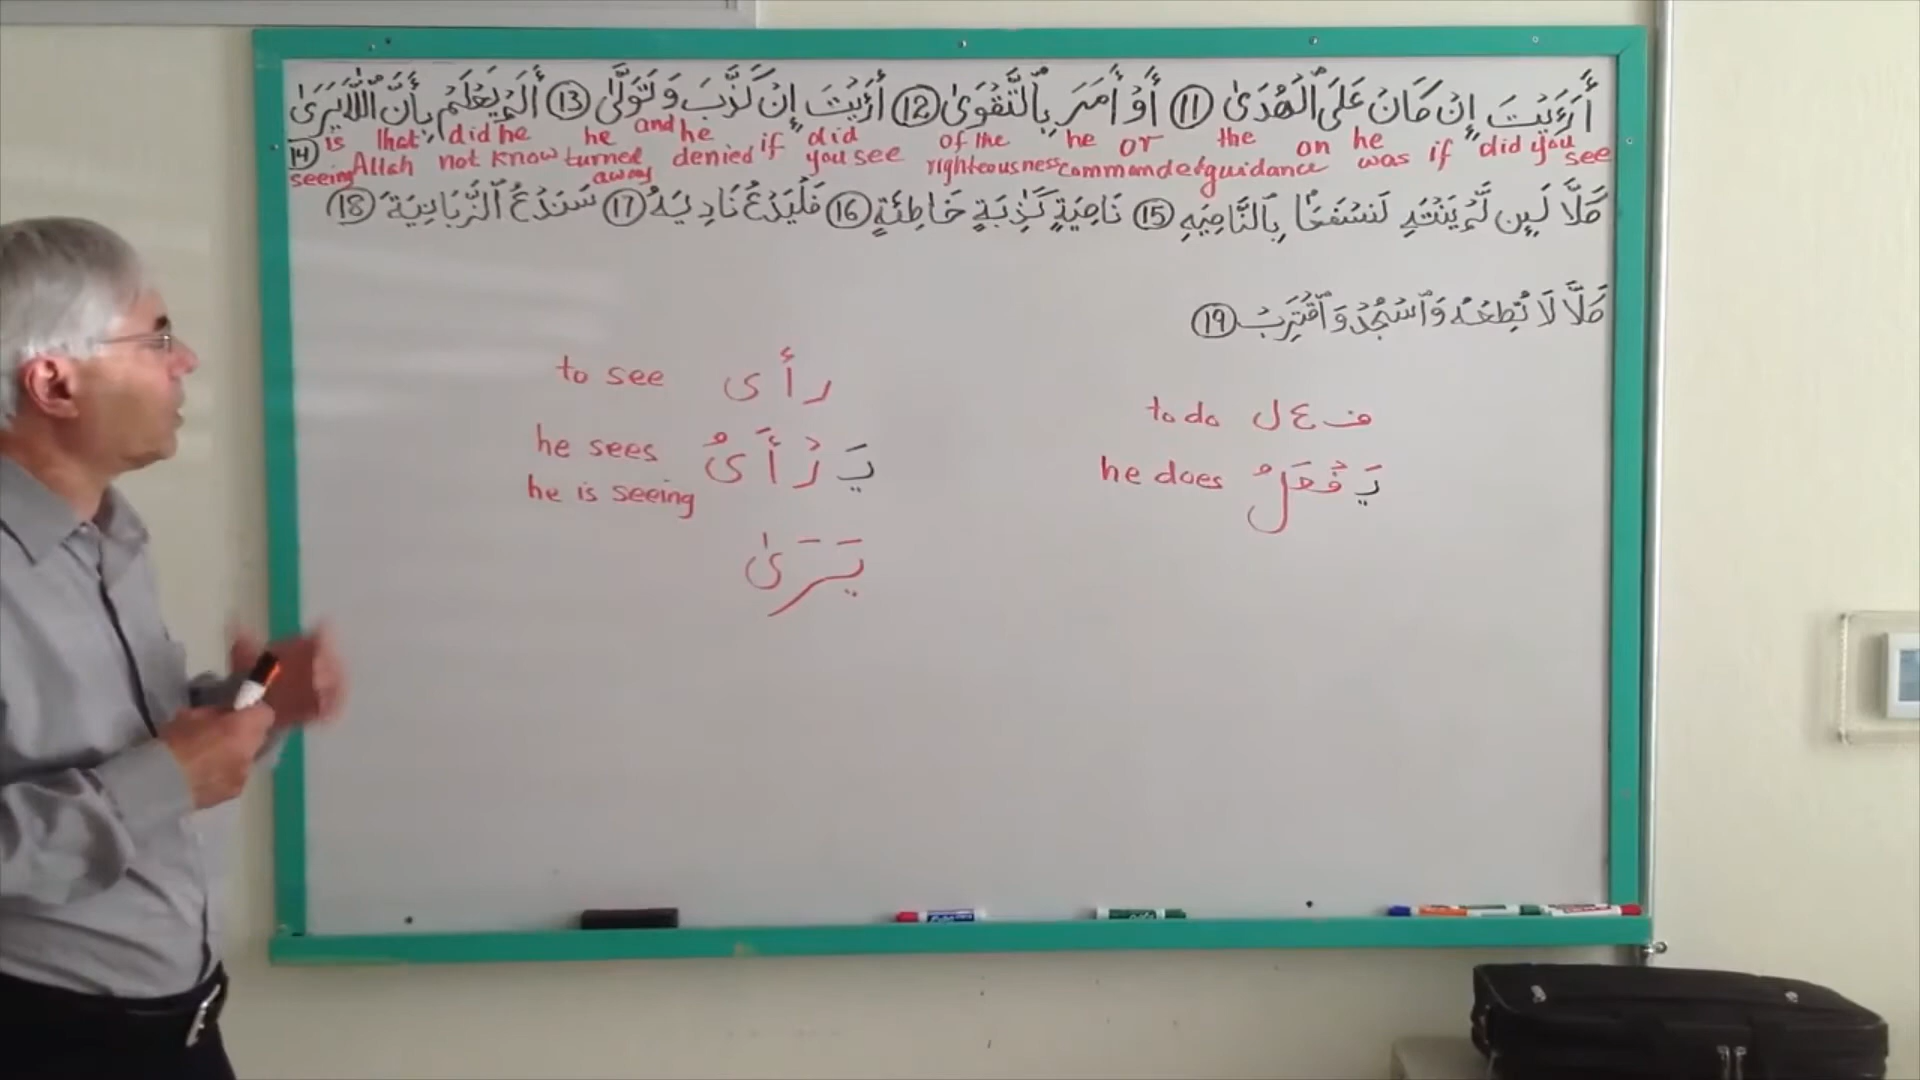 أَرَءَيۡتَ إِن كَانَ عَلَى ٱلۡهُدَىٰٓ ⑪ أَوۡ أَمَرَ بِٱلتَّقۡوَىٰٓ ⑫ أَرَءَيۡتَ إِن كَذَّبَ وَتَوَلَّىٰٓ ⑬ أَلَمۡ يَعۡلَم بِأَنَّ ٱللَّهَ يَرَىٰ
is that "did he he and he if "did of the he or the on he if "did you
⑭ seeing Allah not know turned away denied you see righteousness commanded guidance was see
كَلَّا لَئِن لَّمۡ يَنتَهِ لَنَسۡفَعَۢا بِٱلنَّاصِيَةِ ⑮ نَاصِيَةٖ كَٰذِبَةٍ خَاطِئَةٖ ⑯ فَلۡيَدۡعُ نَادِيَهُۥ ⑰ سَنَدۡعُ ٱلزَّبَانِيَةَ ⑱
كَلَّا لَا تُطِعۡهُ وَٱسۡجُدۡۤ وَٱقۡتَرِب ⑲
to see رأى
he sees يَرۡأَىُ
he is seeing
يَرَىٰ
to do ف ع ل
he does يَفۡعَلُ